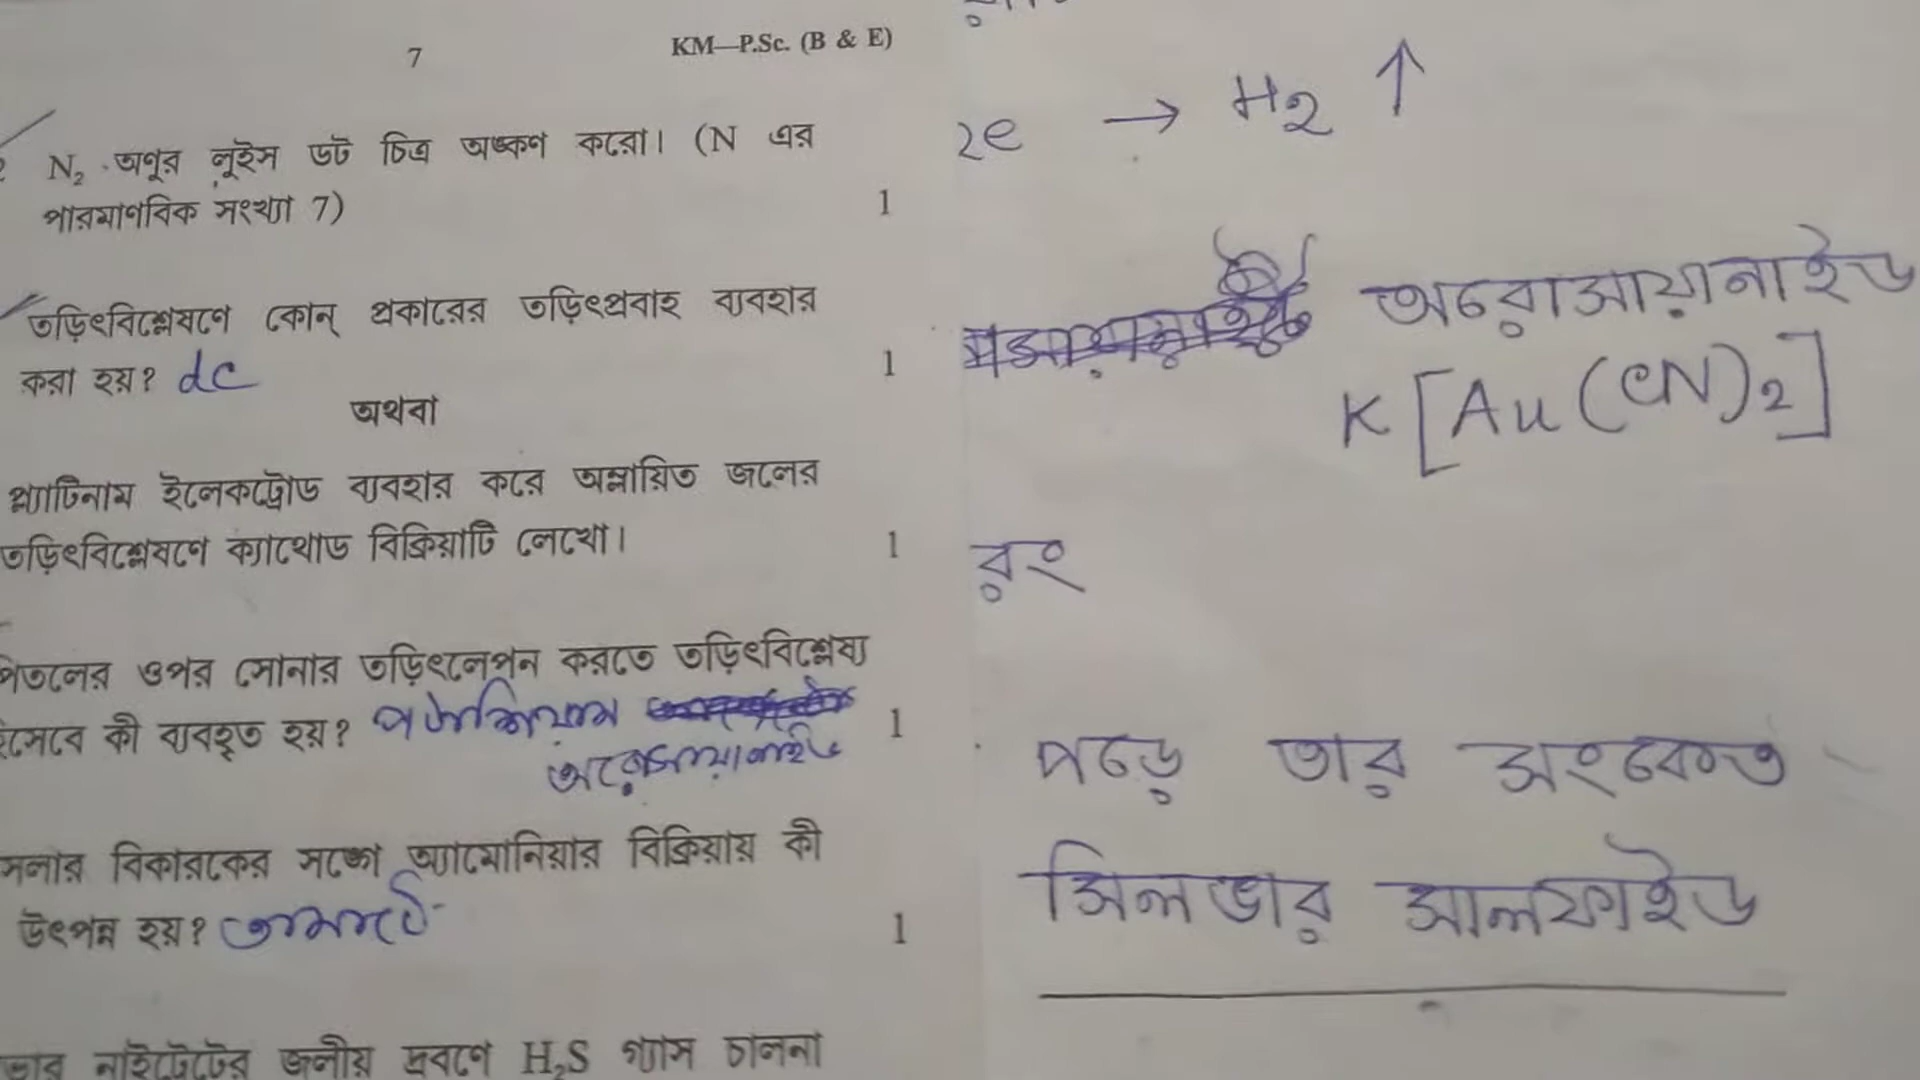 7
KM—P.Sc. (B & E)
N₂ অণুর লুইস ডট চিত্র অঙ্কণ করো। (N এর
পারমাণবিক সংখ্যা 7)
1
তড়িৎবিশ্লেষণে কোন্ প্রকারের তড়িৎপ্রবাহ ব্যবহার
করা হয়? dc
1
অথবা
প্ল্যাটিনাম ইলেকট্রোড ব্যবহার করে অম্লায়িত জলের
তড়িৎবিশ্লেষণে ক্যাথোড বিক্রিয়াটি লেখো।
1
পিতলের ওপর সোনার তড়িৎলেপন করতে তড়িৎবিশ্লেষ্য
হিসেবে কী ব্যবহৃত হয়? পটাশিয়াম
1
অরোসায়ানাইড
সলার বিকারকের সঙ্গে অ্যামোনিয়ার বিক্রিয়ায় কী
উৎপন্ন হয়?
1
ভার নাইট্রেটের জলীয় দ্রবণে H₂S গ্যাস চালনা
2e → H2 ↑
অরোসায়ানাইড
K[Au(CN)2]
রং
পড়ে তার সংকেত
সিলভার সালফাইড